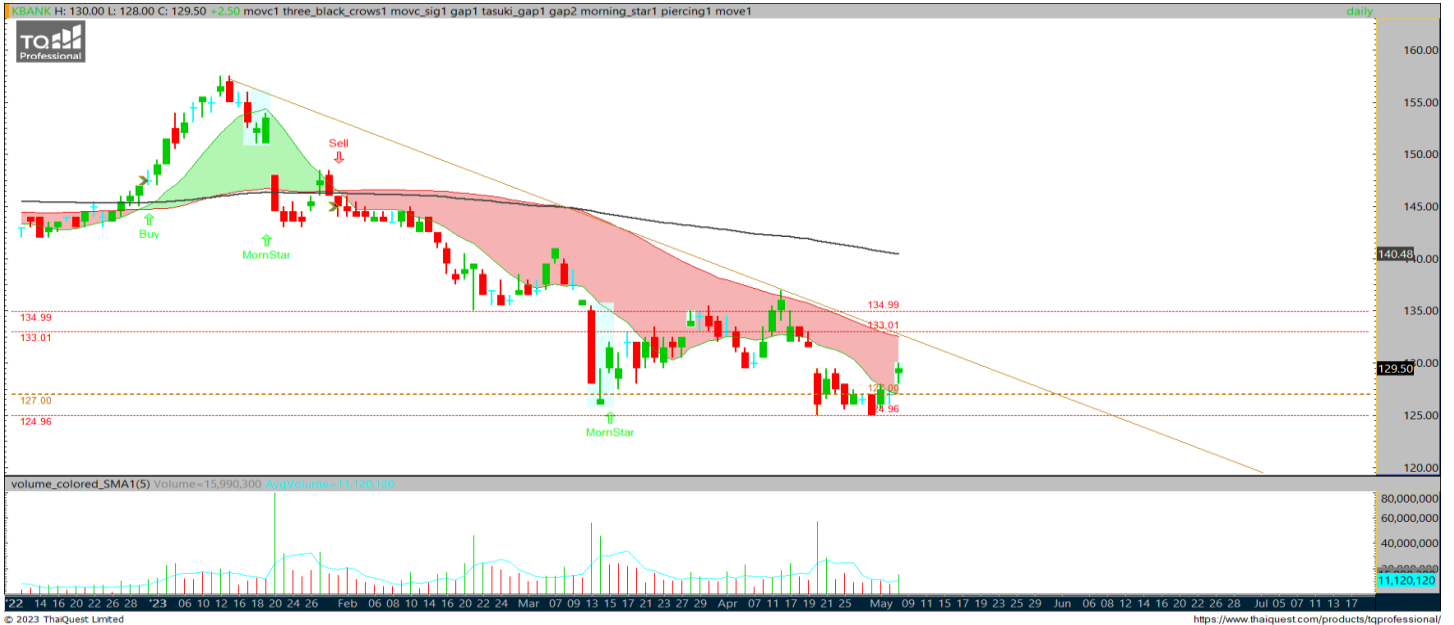 KBANK H: 130.00 L: 128.00 C: 129.50 +2.50 movc1 three_black_crows1 movc_sig1 gap1 tasuki_gap1 gap2 morning_star1 piercing1 move1 daily
TQ
Professional
160.00
155.00
150.00
145.00
140.48
140.00
135.00
130.00
129.50
125.00
120.00
Sell
Buy
MornStar
MornStar
134.99
134.99
133.01
133.01
127.00
124.96
volume_colored_SMA1(5) Volume=15,990,300 AvgVolume=11,120,120
80,000,000
60,000,000
40,000,000
11,120,120
'22 14 16 20 22 26 28 '23 06 10 12 16 18 20 24 26 Feb 06 08 10 14 16 20 22 24 Mar 07 09 13 15 17 21 23 27 29 Apr 07 11 17 19 21 25 May 09 11 15 17 19 23 25 29 Jun 06 08 12 14 16 20 22 26 28 Jul 05 07 11 13 17
© 2023 ThaiQuest Limited
https://www.thaiquest.com/products/tqprofessional/